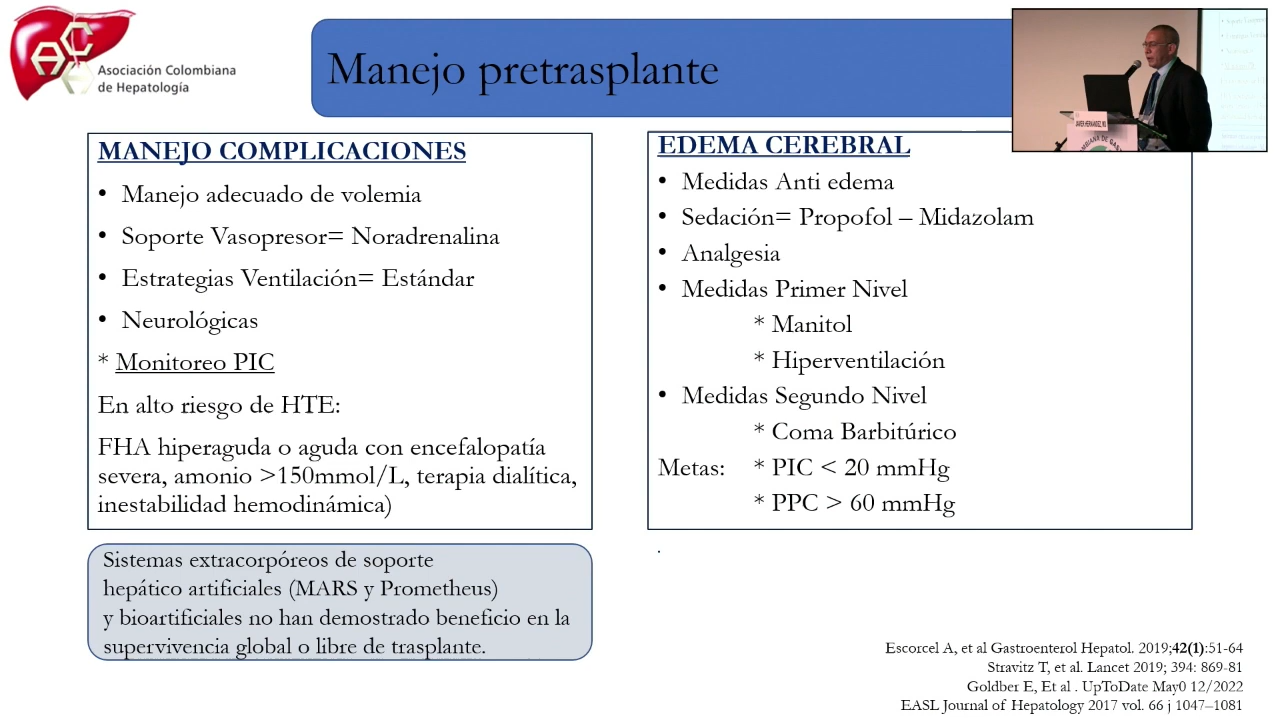 ACH
Asociación Colombiana
de Hepatología
Manejo pretrasplante
JAVIER HERNANDEZ, MD
MANEJO COMPLICACIONES
• Manejo adecuado de volemia
• Soporte Vasopresor= Noradrenalina
• Estrategias Ventilación= Estándar
• Neurológicas
* Monitoreo PIC
En alto riesgo de HTE:
FHA hiperaguda o aguda con encefalopatía
severa, amonio >150mmol/L, terapia dialítica,
inestabilidad hemodinámica)
Sistemas extracorpóreos de soporte
hepático artificiales (MARS y Prometheus)
y bioartificiales no han demostrado beneficio en la
supervivencia global o libre de trasplante.
EDEMA CEREBRAL
• Medidas Anti edema
• Sedación= Propofol – Midazolam
• Analgesia
• Medidas Primer Nivel
* Manitol
* Hiperventilación
• Medidas Segundo Nivel
* Coma Barbitúrico
Metas: * PIC < 20 mmHg
* PPC > 60 mmHg
.
Escorcel A, et al Gastroenterol Hepatol. 2019;42(1):51-64
Stravitz T, et al. Lancet 2019; 394: 869-81
Goldber E, Et al . UpToDate May0 12/2022
EASL Journal of Hepatology 2017 vol. 66 j 1047–1081